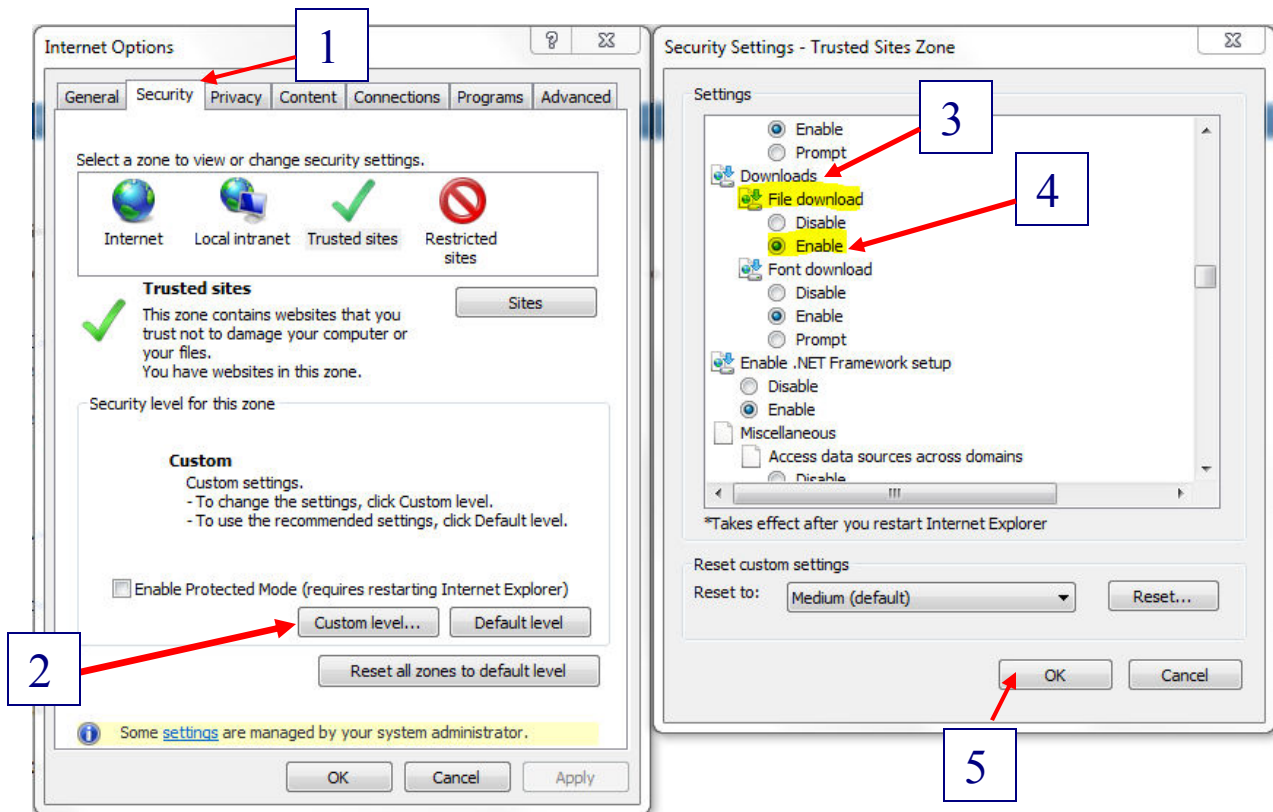 1
Internet Options
General Security Privacy Content Connections Programs Advanced
Select a zone to view or change security settings.
Internet
Local intranet
Trusted sites
Restricted
sites
Trusted sites
This zone contains websites that you
trust not to damage your computer or
your files.
You have websites in this zone.
Sites
Security level for this zone
Custom
Custom settings.
- To change the settings, click Custom level.
- To use the recommended settings, click Default level.
Enable Protected Mode (requires restarting Internet Explorer)
2
Custom level...
Default level
Reset all zones to default level
Some settings are managed by your system administrator.
OK
Cancel
Apply
Security Settings - Trusted Sites Zone
Settings
3
4
Enable
Prompt
Downloads
File download
Disable
Enable
Font download
Disable
Enable
Prompt
Enable .NET Framework setup
Disable
Enable
Miscellaneous
Access data sources across domains
Disable
*Takes effect after you restart Internet Explorer
Reset custom settings
Reset to:
Medium (default)
Reset...
OK
Cancel
5